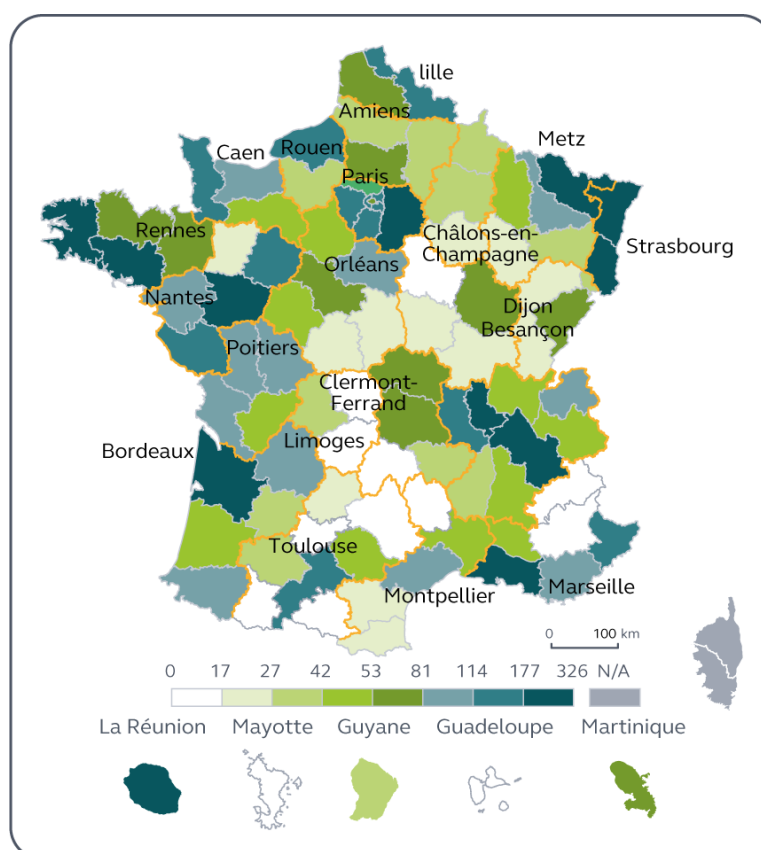 lille
Amiens
Metz
Caen
Rouen
Paris
Rennes
Châlons-en-
Champagne
Strasbourg
Orléans
Nantes
Dijon
Besançon
Poitiers
Clermont-
Ferrand
Limoges
Bordeaux
Toulouse
Montpellier
Marseille
0 100 km
0 17 27 42 53 81 114 177 326 N/A
La Réunion Mayotte Guyane Guadeloupe Martinique